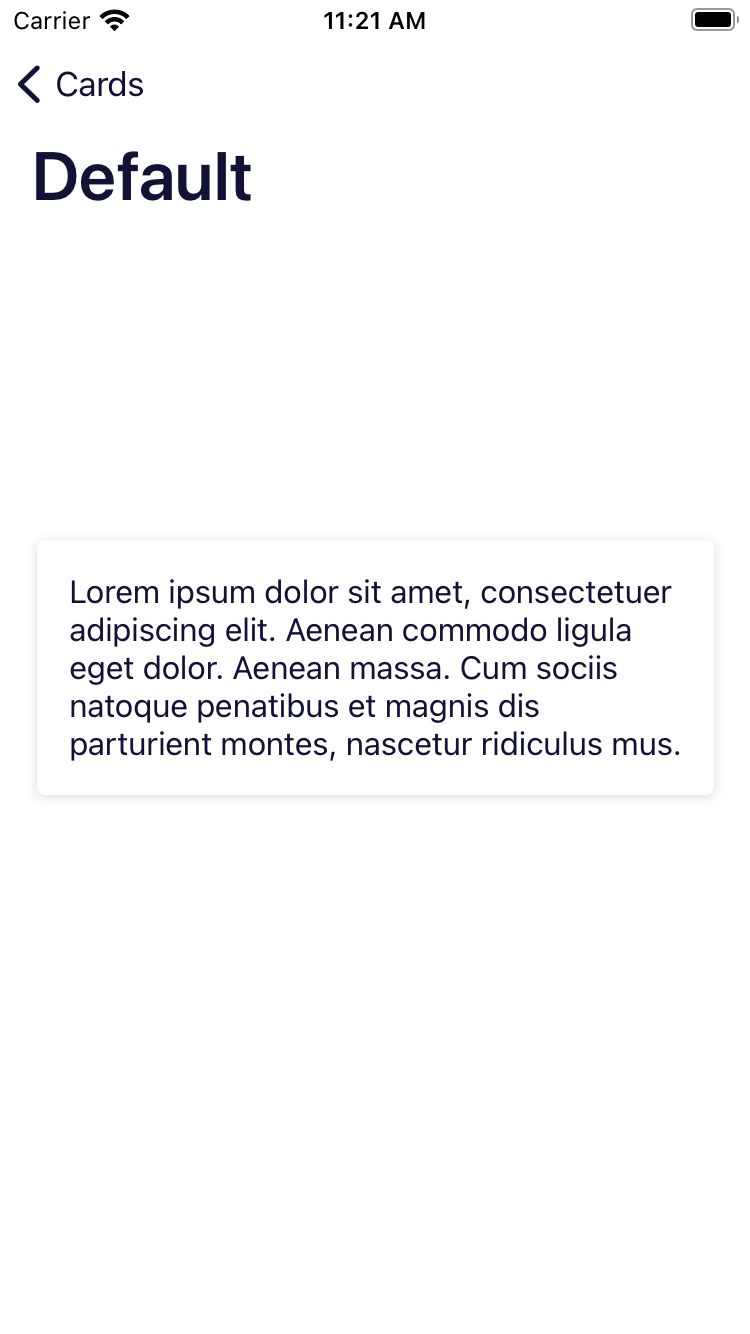 Carrier 11:21 AM
Cards
Default
Lorem ipsum dolor sit amet, consectetuer
adipiscing elit. Aenean commodo ligula
eget dolor. Aenean massa. Cum sociis
natoque penatibus et magnis dis
parturient montes, nascetur ridiculus mus.